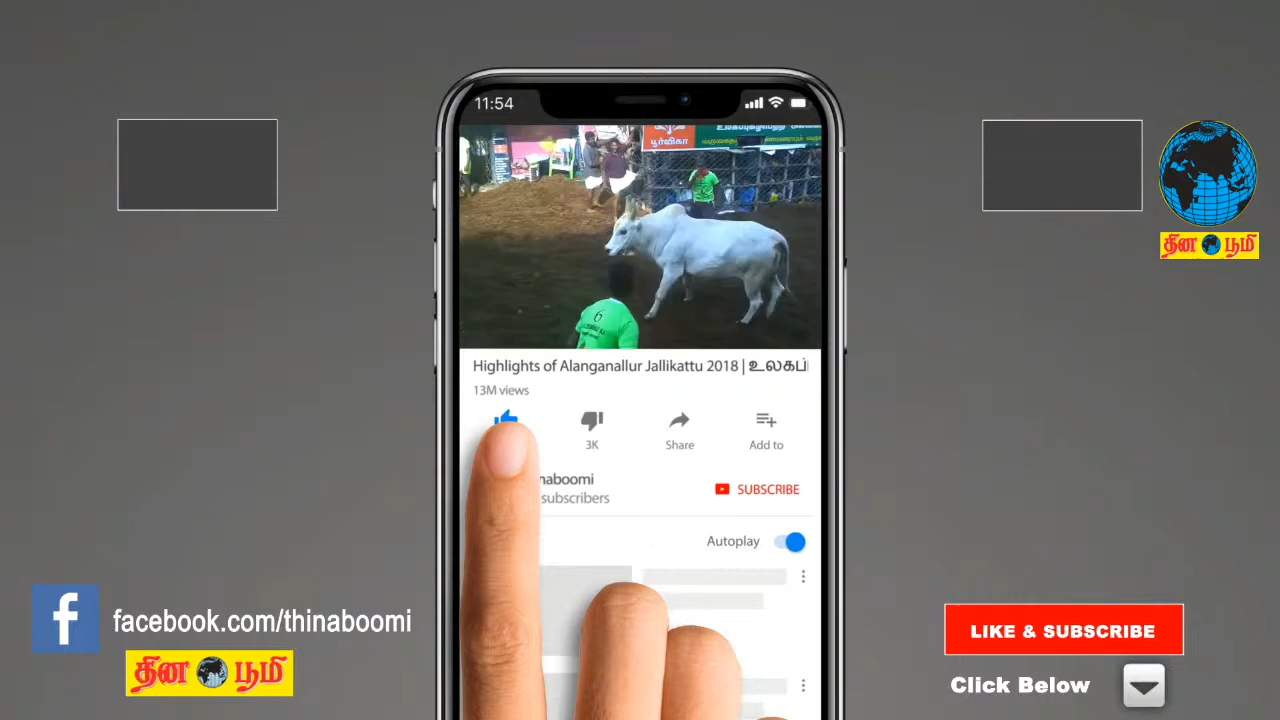 11:54
பூர்விகா
Highlights of Alanganallur Jallikattu 2018 | உலகப்
13M views
3K
Share
Add to
naboomi
subscribers
SUBSCRIBE
Autoplay
தின பூமி
f facebook.com/thinaboomi
தின பூமி
LIKE & SUBSCRIBE
Click Below
6